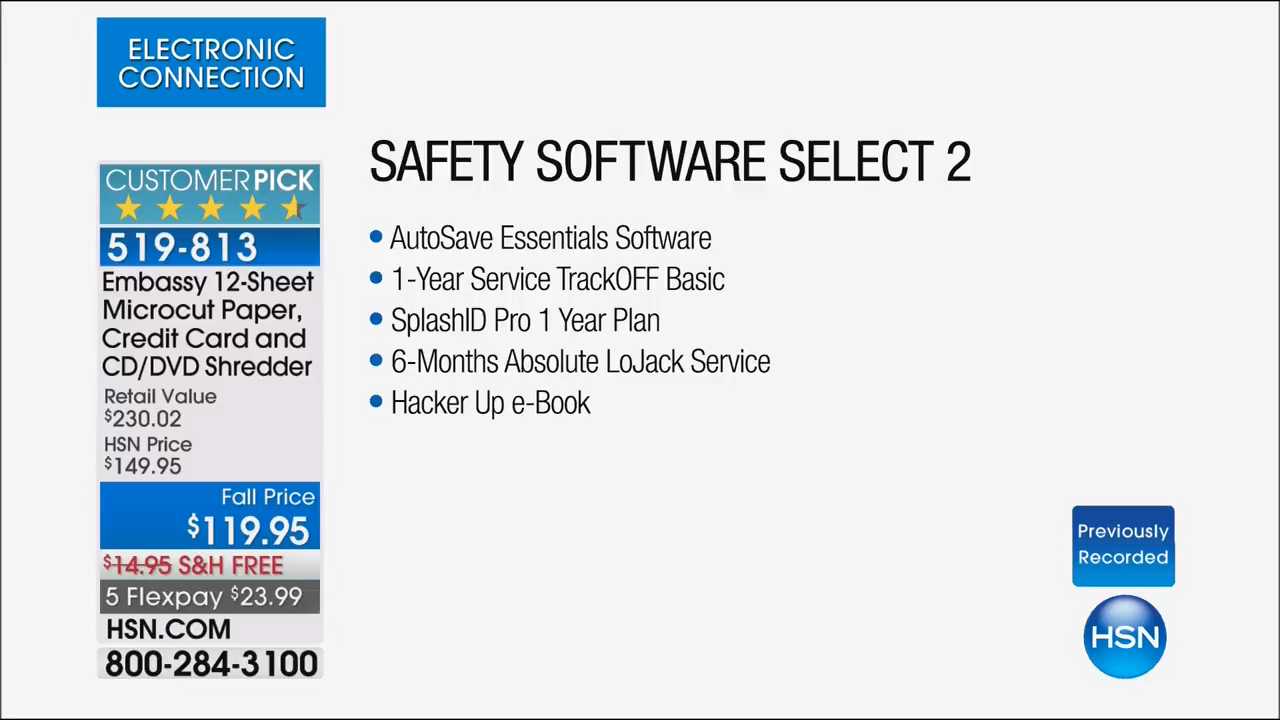 ELECTRONIC
CONNECTION
SAFETY SOFTWARE SELECT 2
• AutoSave Essentials Software
• 1-Year Service TrackOFF Basic
• SplashID Pro 1 Year Plan
• 6-Months Absolute LoJack Service
• Hacker Up e-Book
CUSTOMER PICK
519-813
Embassy 12-Sheet
Microcut Paper,
Credit Card and
CD/DVD Shredder
Retail Value
$230.02
HSN Price
$149.95
Fall Price
$119.95
$14.95 S&H FREE
5 Flexpay $23.99
HSN.COM
800-284-3100
Previously
Recorded
HSN